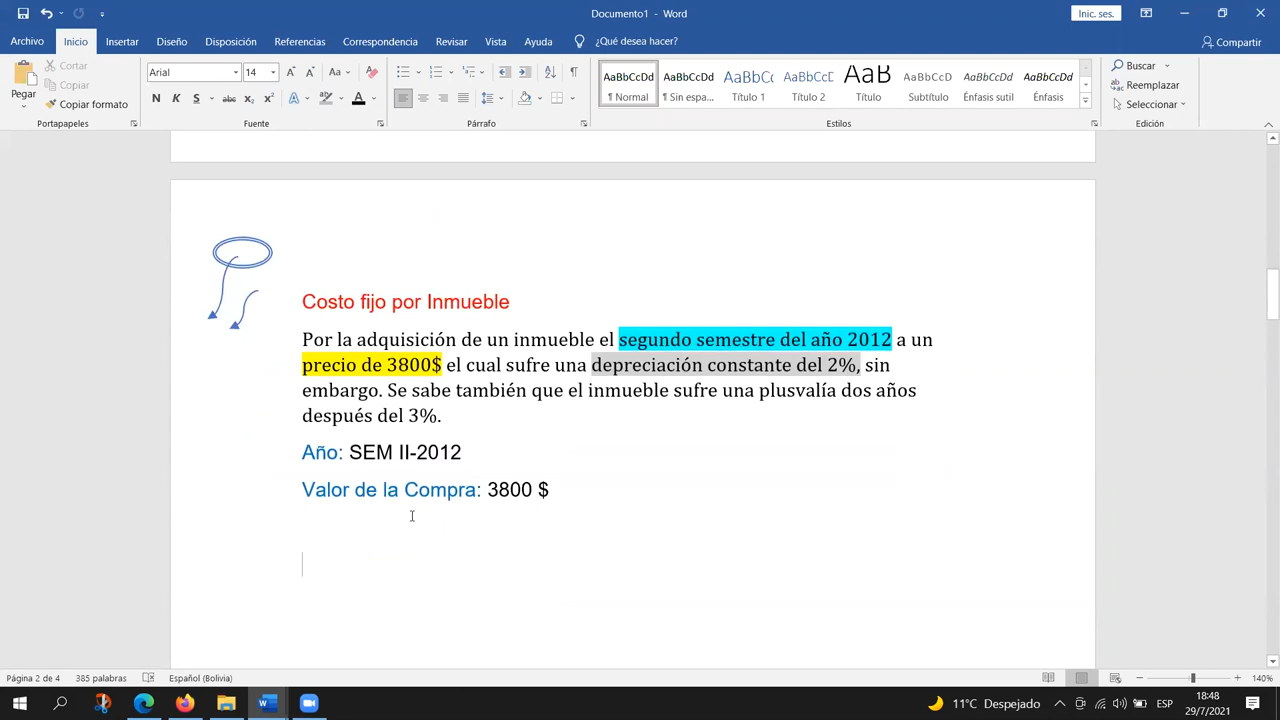 Documento1 - Word
Inic. ses.
Archivo Inicio Insertar Diseño Disposición Referencias Correspondencia Revisar Vista Ayuda ¿Qué desea hacer? Compartir
Pegar
Cortar
Copiar
Copiar formato
Portapapeles
Arial 14
Fuente
Párrafo
AaBbCcDd AaBbCcDd AaBbCc AaBbCcD AaB AaBbCcDd AaBbCcDd AaBbCcDd
¶ Normal ¶ Sin espa... Título 1 Título 2 Título Subtítulo Énfasis sutil Énfasis
Estilos
Buscar
Reemplazar
Seleccionar
Edición
Costo fijo por Inmueble
Por la adquisición de un inmueble el segundo semestre del año 2012 a un
precio de 3800$ el cual sufre una depreciación constante del 2%, sin
embargo. Se sabe también que el inmueble sufre una plusvalía dos años
después del 3%.
Año: SEM II-2012
Valor de la Compra: 3800 $
Página 2 de 4 385 palabras Español (Bolivia) 140%
11°C Despejado ESP
18:48
29/7/2021